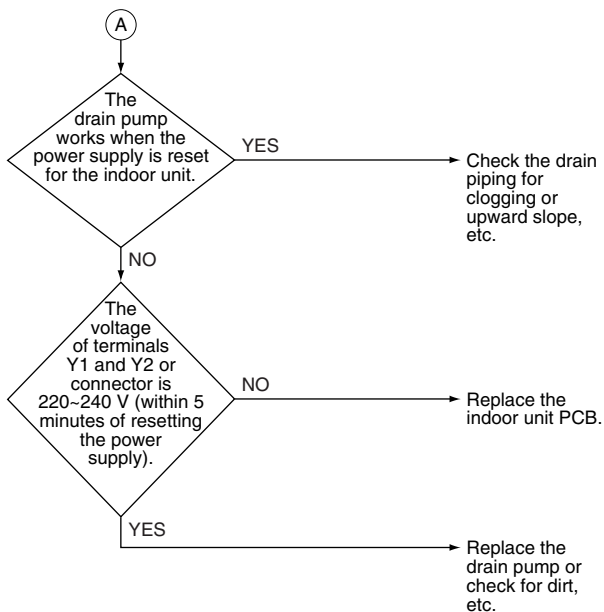 A
The
drain pump
works when the
power supply is reset
for the indoor unit.
YES
Check the drain
piping for
clogging or
upward slope,
etc.
NO
The
voltage
of terminals
Y1 and Y2 or
connector is
220~240 V (within 5
minutes of resetting
the power
supply).
NO
Replace the
indoor unit PCB.
YES
Replace the
drain pump or
check for dirt,
etc.